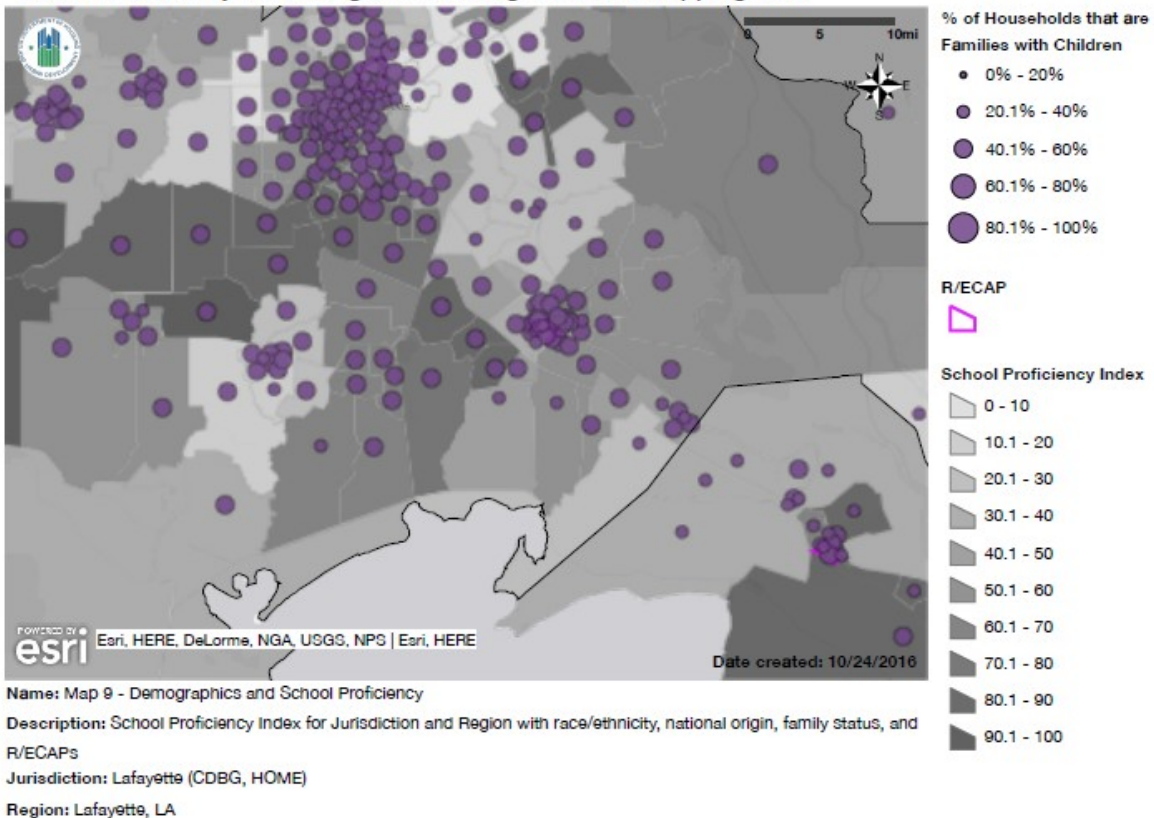 0 5 10mi
N
W E
S
% of Households that are
Families with Children
0% - 20%
20.1% - 40%
40.1% - 60%
60.1% - 80%
80.1% - 100%
R/ECAP
School Proficiency Index
0 - 10
10.1 - 20
20.1 - 30
30.1 - 40
40.1 - 50
50.1 - 60
60.1 - 70
70.1 - 80
80.1 - 90
90.1 - 100
POWERED BY
esri
Esri, HERE, DeLorme, NGA, USGS, NPS | Esri, HERE
Date created: 10/24/2016
Name: Map 9 - Demographics and School Proficiency
Description: School Proficiency Index for Jurisdiction and Region with race/ethnicity, national origin, family status, and
R/ECAPs
Jurisdiction: Lafayette (CDBG, HOME)
Region: Lafayette, LA